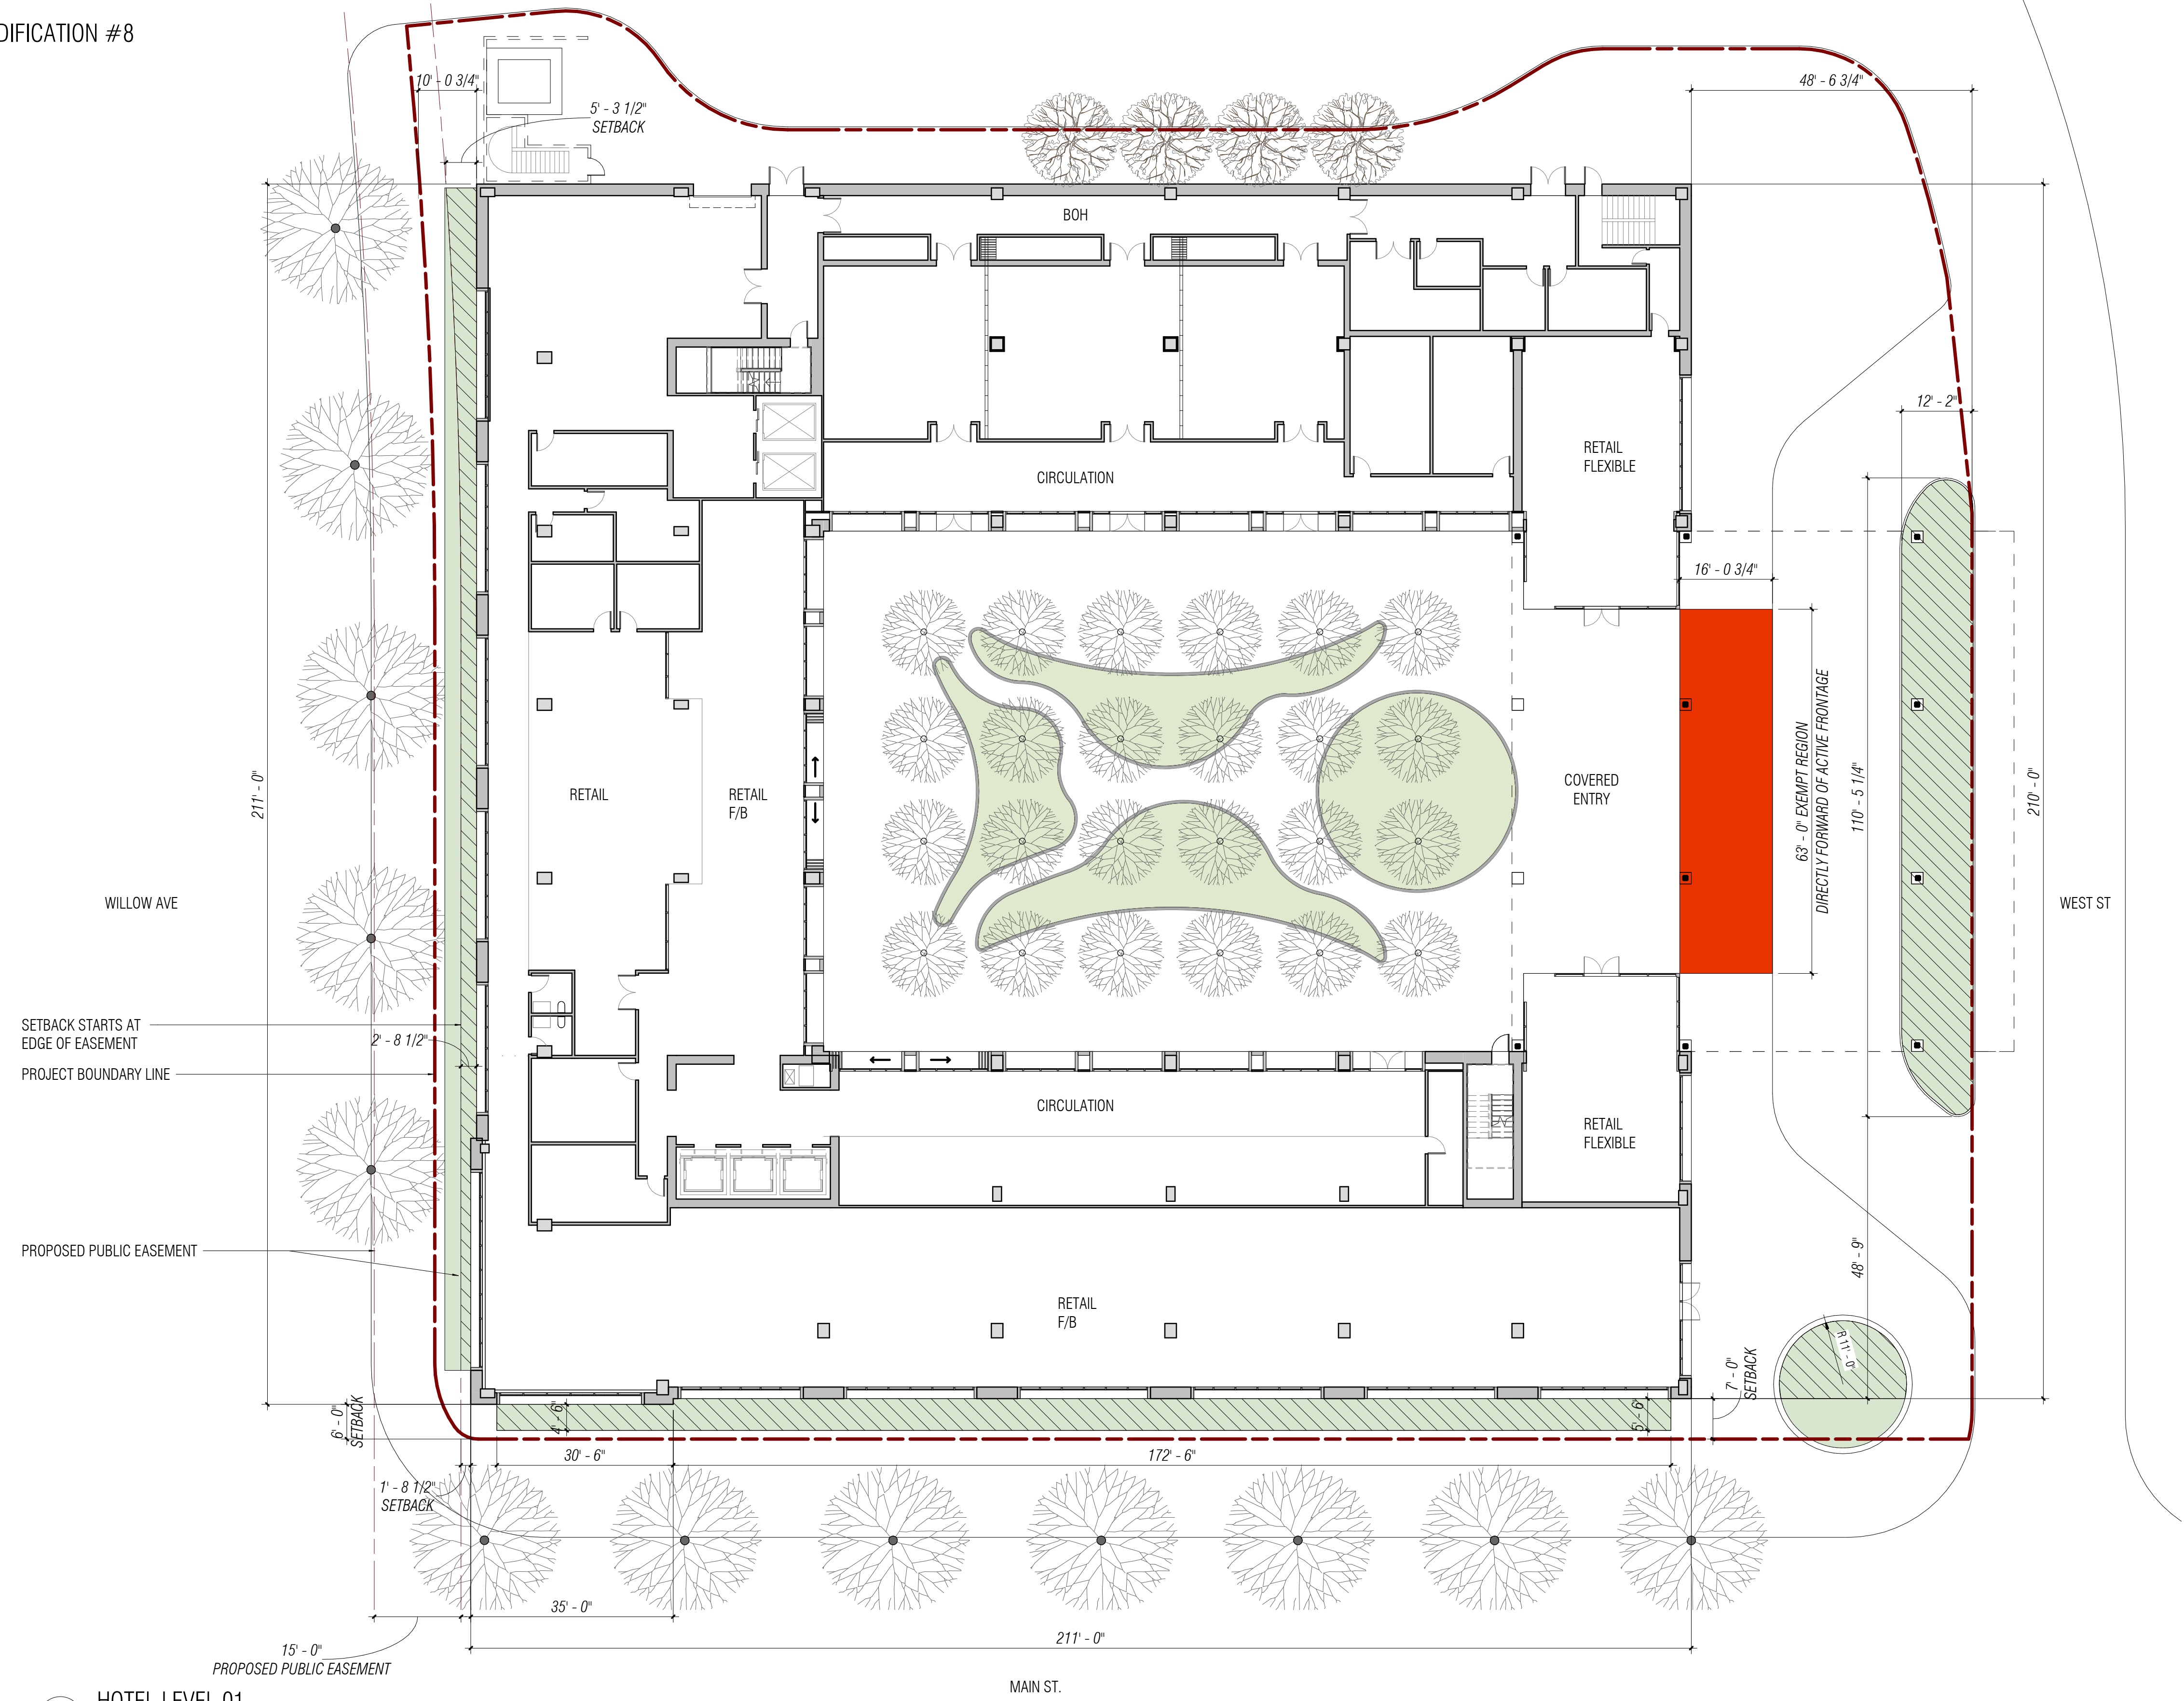 DIFICATION #8
10' - 0 3/4"
5' - 3 1/2"
SETBACK
48' - 6 3/4"
BOH
12' - 2"
RETAIL
FLEXIBLE
CIRCULATION
16' - 0 3/4"
63' - 0" EXEMPT REGION
DIRECTLY FORWARD OF ACTIVE FRONTAGE
110' - 5 1/4"
211' - 0"
210' - 0"
RETAIL
RETAIL
F/B
COVERED
ENTRY
WILLOW AVE
WEST ST
SETBACK STARTS AT
EDGE OF EASEMENT
2' - 8 1/2"
PROJECT BOUNDARY LINE
CIRCULATION
RETAIL
FLEXIBLE
PROPOSED PUBLIC EASEMENT
48' - 9"
RETAIL
F/B
R 11' - 0"
7' - 0"
SETBACK
6' - 0"
SETBACK
4' - 6"
5' - 6"
30' - 6"
172' - 6"
1' - 8 1/2"
SETBACK
35' - 0"
15' - 0"
PROPOSED PUBLIC EASEMENT
211' - 0"
MAIN ST.
HOTEL LEVEL 01